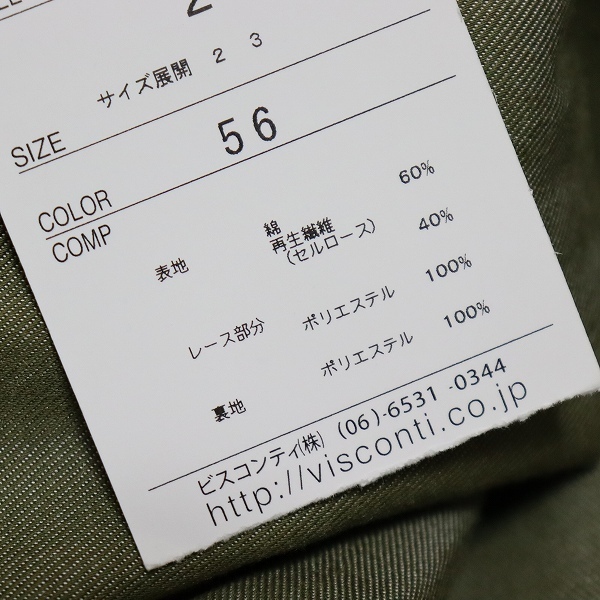 2
サイズ展開 2 3
SIZE
56
COLOR
COMP
表地 綿 60%
再生繊維 40%
(セルロース)
レース部分 ポリエステル 100%
裏地 ポリエステル 100%
ビスコンティ(株) (06)-6531-0344
http://visconti.co.jp